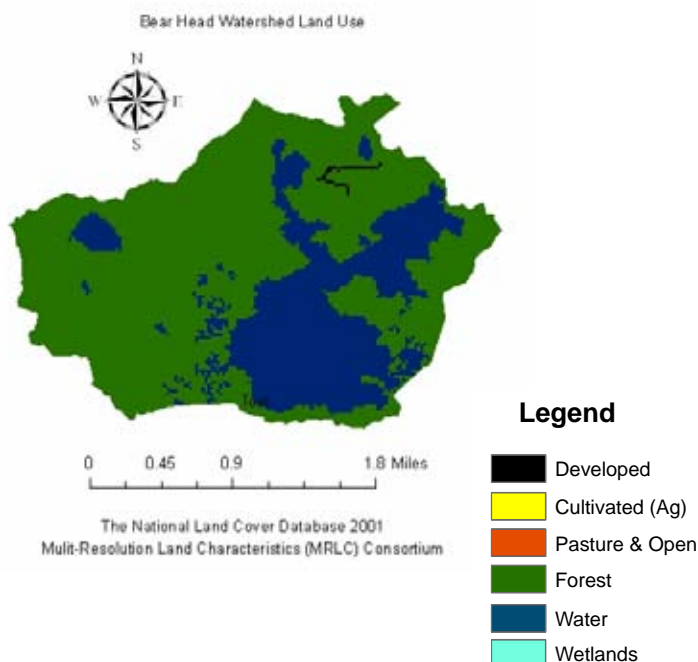 Bear Head Watershed Land Use
N
W E
S
0 0.45 0.9 1.8 Miles
The National Land Cover Database 2001
Mulit-Resolution Land Characteristics (MRLC) Consortium
Legend
Developed
Cultivated (Ag)
Pasture & Open
Forest
Water
Wetlands